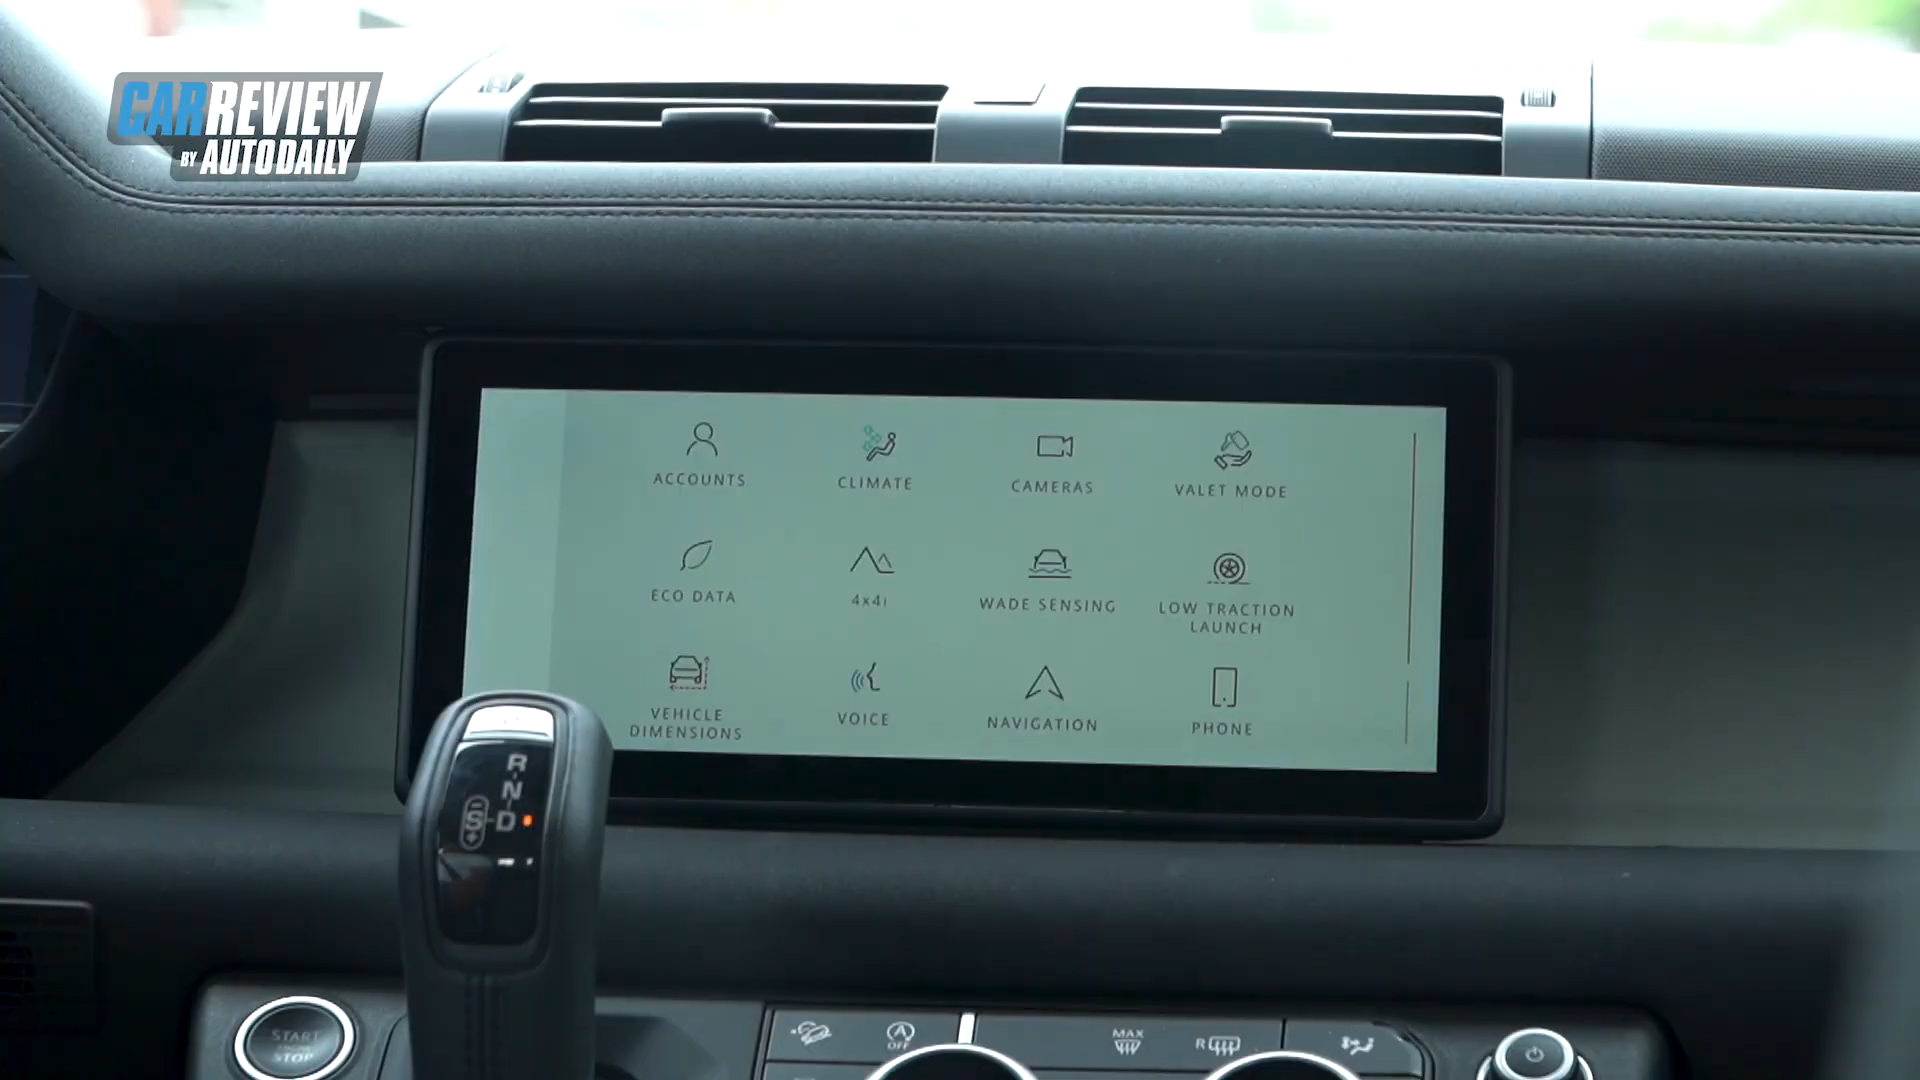 CARREVIEW
BY AUTODAILY
ACCOUNTS
CLIMATE
CAMERAS
VALET MODE
ECO DATA
4x4i
WADE SENSING
LOW TRACTION
LAUNCH
VEHICLE
DIMENSIONS
VOICE
NAVIGATION
PHONE
R
N
S D
START
STOP
A
OFF
MAX
R